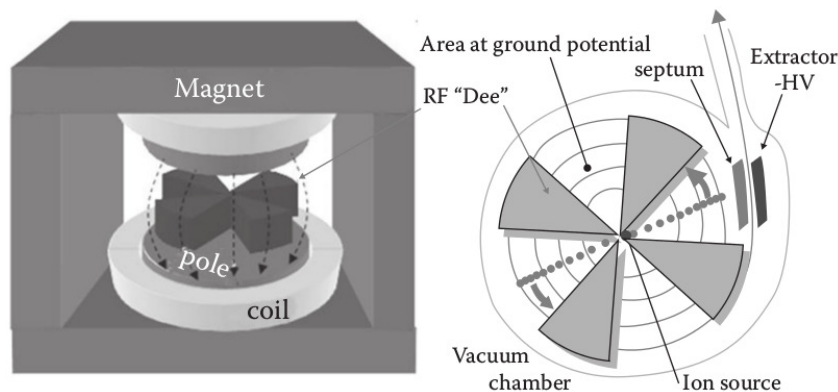 Magnet
RF “Dee”
pole
coil
Area at ground potential
septum
Extractor
-HV
Vacuum
chamber
Ion source